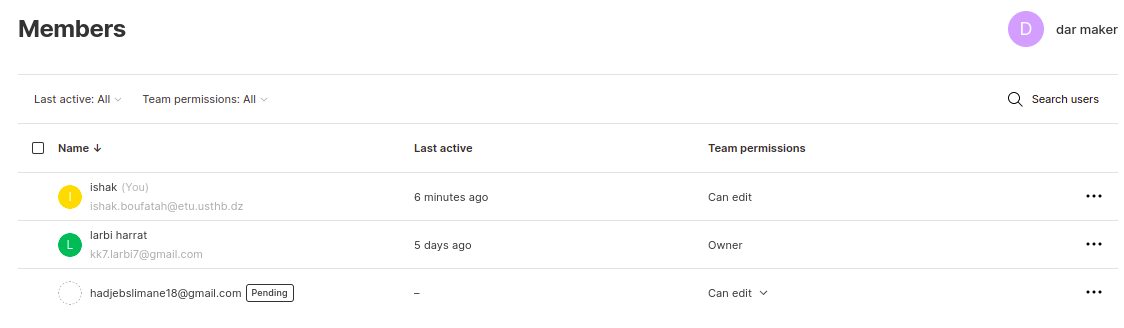 Members
D dar maker
Last active: All Team permissions: All Search users
Name Last active Team permissions
I ishak (You) 6 minutes ago Can edit
ishak.boufatah@etu.usthb.dz
L larbi harrat 5 days ago Owner
kk7.larbi7@gmail.com
hadjebslimane18@gmail.com Pending – Can edit